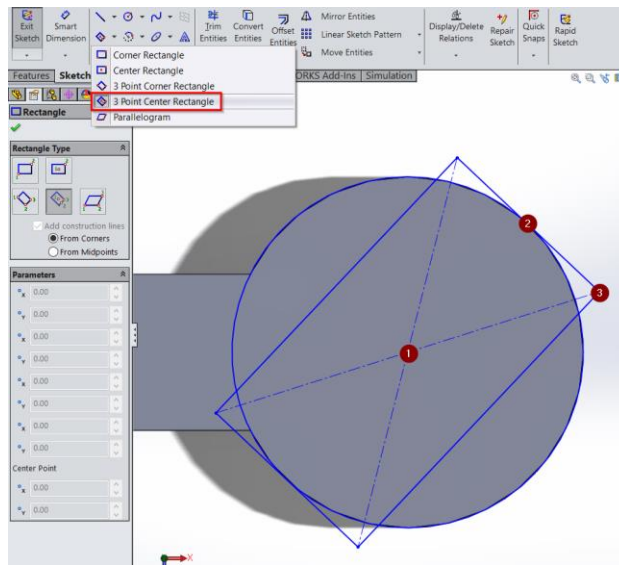 Exit Sketch
Smart Dimension
Trim Entities
Convert Entities
Offset Entities
Mirror Entities
Linear Sketch Pattern
Move Entities
Display/Delete Relations
Repair Sketch
Quick Snaps
Rapid Sketch
Features
Sketch
ORKS Add-Ins
Simulation
Corner Rectangle
Center Rectangle
3 Point Corner Rectangle
3 Point Center Rectangle
Parallelogram
Rectangle
Rectangle Type
Add construction lines
From Corners
From Midpoints
Parameters
x 0.00
Y 0.00
x 0.00
Y 0.00
x 0.00
Y 0.00
x 0.00
Y 0.00
Center Point
x 0.00
Y 0.00
1
2
3
X